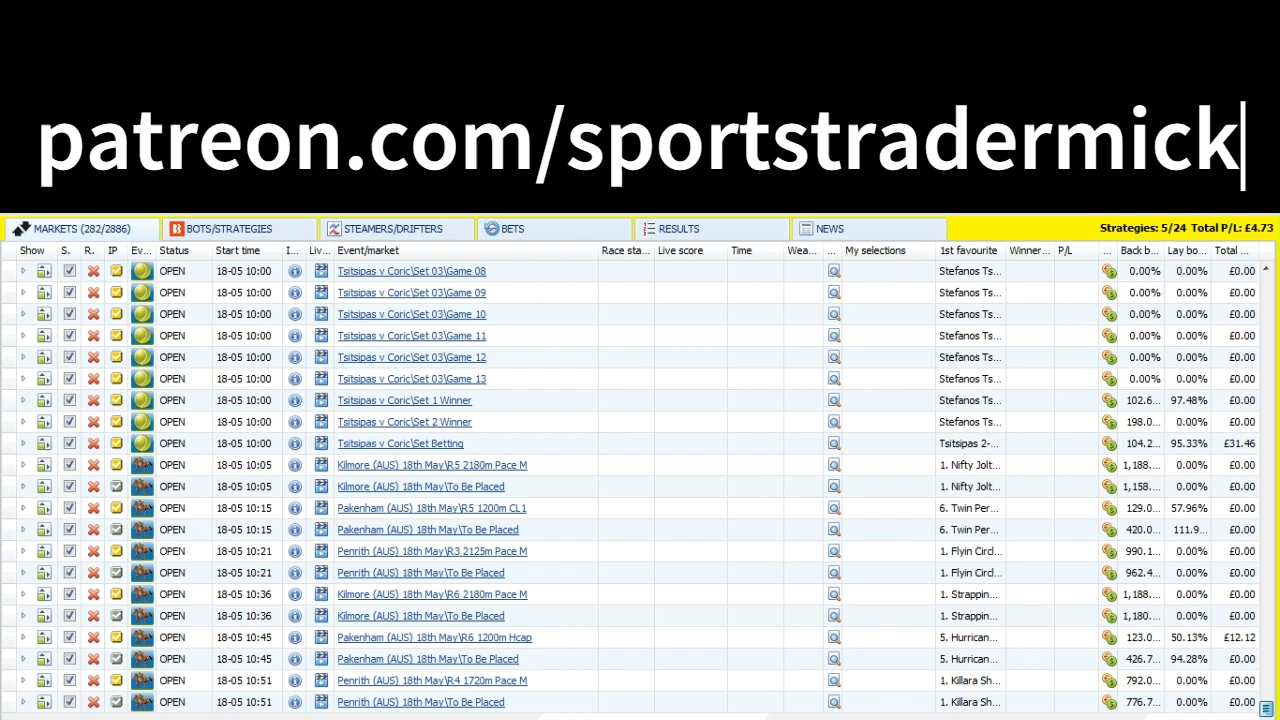 patreon.com/sportstradermick
MARKETS (282/2886) BOTS/STRATEGIES STEAMERS/DRIFTERS BETS RESULTS NEWS Strategies: 5/24 Total P/L: £4.73
Show S. R. IP Ev... Status Start time I... Liv... Event/market Race sta... Live score Time Wea... ... My selections 1st favourite Winner... P/L ... Back b... Lay bo... Total ...
OPEN 18-05 10:00 Tsitsipas v Coric\Set 03\Game 08 Stefanos Ts... 0.00% 0.00% £0.00
OPEN 18-05 10:00 Tsitsipas v Coric\Set 03\Game 09 Stefanos Ts... 0.00% 0.00% £0.00
OPEN 18-05 10:00 Tsitsipas v Coric\Set 03\Game 10 Stefanos Ts... 0.00% 0.00% £0.00
OPEN 18-05 10:00 Tsitsipas v Coric\Set 03\Game 11 Stefanos Ts... 0.00% 0.00% £0.00
OPEN 18-05 10:00 Tsitsipas v Coric\Set 03\Game 12 Stefanos Ts... 0.00% 0.00% £0.00
OPEN 18-05 10:00 Tsitsipas v Coric\Set 03\Game 13 Stefanos Ts... 0.00% 0.00% £0.00
OPEN 18-05 10:00 Tsitsipas v Coric\Set 1 Winner Stefanos Ts... 102.6... 97.48% £0.00
OPEN 18-05 10:00 Tsitsipas v Coric\Set 2 Winner Stefanos Ts... 198.0... 0.00% £0.00
OPEN 18-05 10:00 Tsitsipas v Coric\Set Betting Tsitsipas 2-... 104.2... 95.33% £31.46
OPEN 18-05 10:05 Kilmore (AUS) 18th May\R5 2180m Pace M 1. Nifty Jolt... 1,188.... 0.00% £0.00
OPEN 18-05 10:05 Kilmore (AUS) 18th May\To Be Placed 1. Nifty Jolt... 1,158.... 0.00% £0.00
OPEN 18-05 10:15 Pakenham (AUS) 18th May\R5 1200m CL1 6. Twin Per... 129.0... 57.96% £0.00
OPEN 18-05 10:15 Pakenham (AUS) 18th May\To Be Placed 6. Twin Per... 420.0... 111.9... £0.00
OPEN 18-05 10:21 Penrith (AUS) 18th May\R3 2125m Pace M 1. Flyin Circl... 990.1... 0.00% £0.00
OPEN 18-05 10:21 Penrith (AUS) 18th May\To Be Placed 1. Flyin Circl... 962.4... 0.00% £0.00
OPEN 18-05 10:36 Kilmore (AUS) 18th May\R6 2180m Pace M 1. Strappin... 1,188.... 0.00% £0.00
OPEN 18-05 10:36 Kilmore (AUS) 18th May\To Be Placed 1. Strappin... 1,180.... 0.00% £0.00
OPEN 18-05 10:45 Pakenham (AUS) 18th May\R6 1200m Hcap 5. Hurrican... 123.0... 50.13% £12.12
OPEN 18-05 10:45 Pakenham (AUS) 18th May\To Be Placed 5. Hurrican... 426.7... 94.28% £0.00
OPEN 18-05 10:51 Penrith (AUS) 18th May\R4 1720m Pace M 1. Killara Sh... 792.0... 0.00% £0.00
OPEN 18-05 10:51 Penrith (AUS) 18th May\To Be Placed 1. Killara Sh... 776.7... 0.00% £0.00